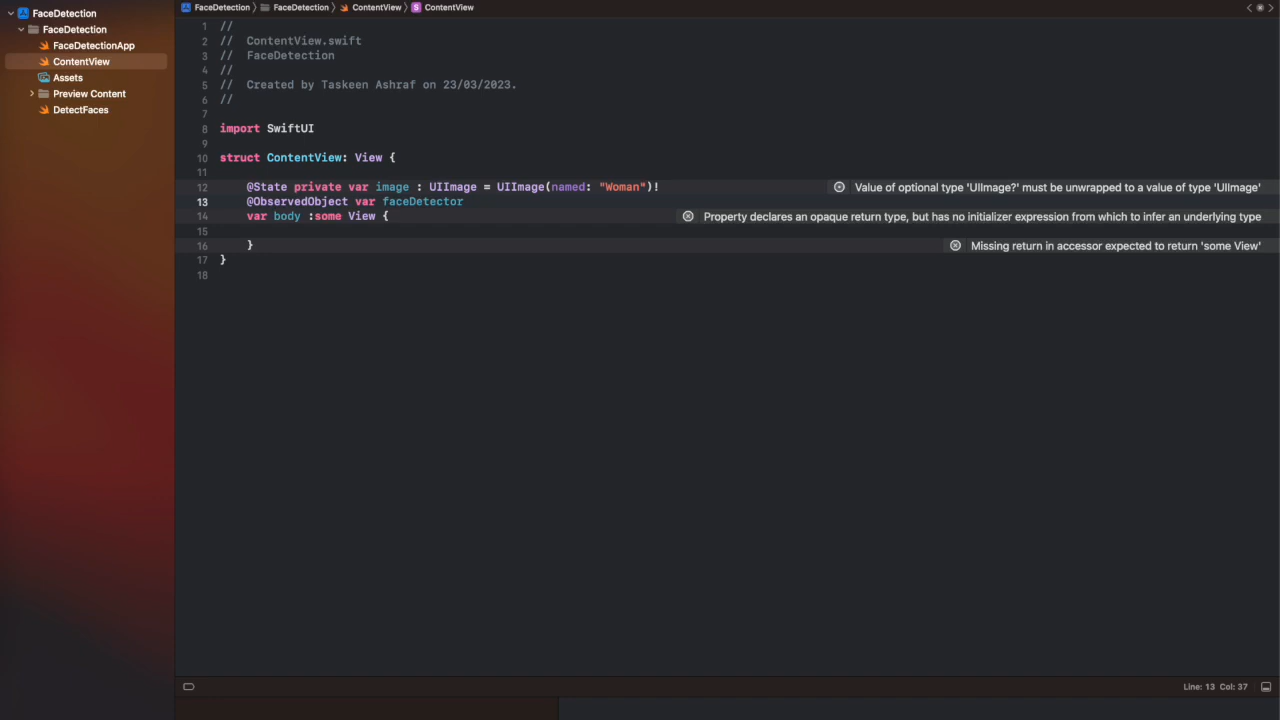 FaceDetection
FaceDetection
FaceDetectionApp
ContentView
Assets
Preview Content
DetectFaces
FaceDetection FaceDetection ContentView S ContentView
1 //
2 // ContentView.swift
3 // FaceDetection
4 //
5 // Created by Taskeen Ashraf on 23/03/2023.
6 //
7
8 import SwiftUI
9
10 struct ContentView: View {
11
12 @State private var image : UIImage = UIImage(named: "Woman")! Value of optional type 'UIImage?' must be unwrapped to a value of type 'UIImage'
13 @ObservedObject var faceDetector
14 var body :some View { Property declares an opaque return type, but has no initializer expression from which to infer an underlying type
15
16 } Missing return in accessor expected to return 'some View'
17 }
18
Line: 13 Col: 37